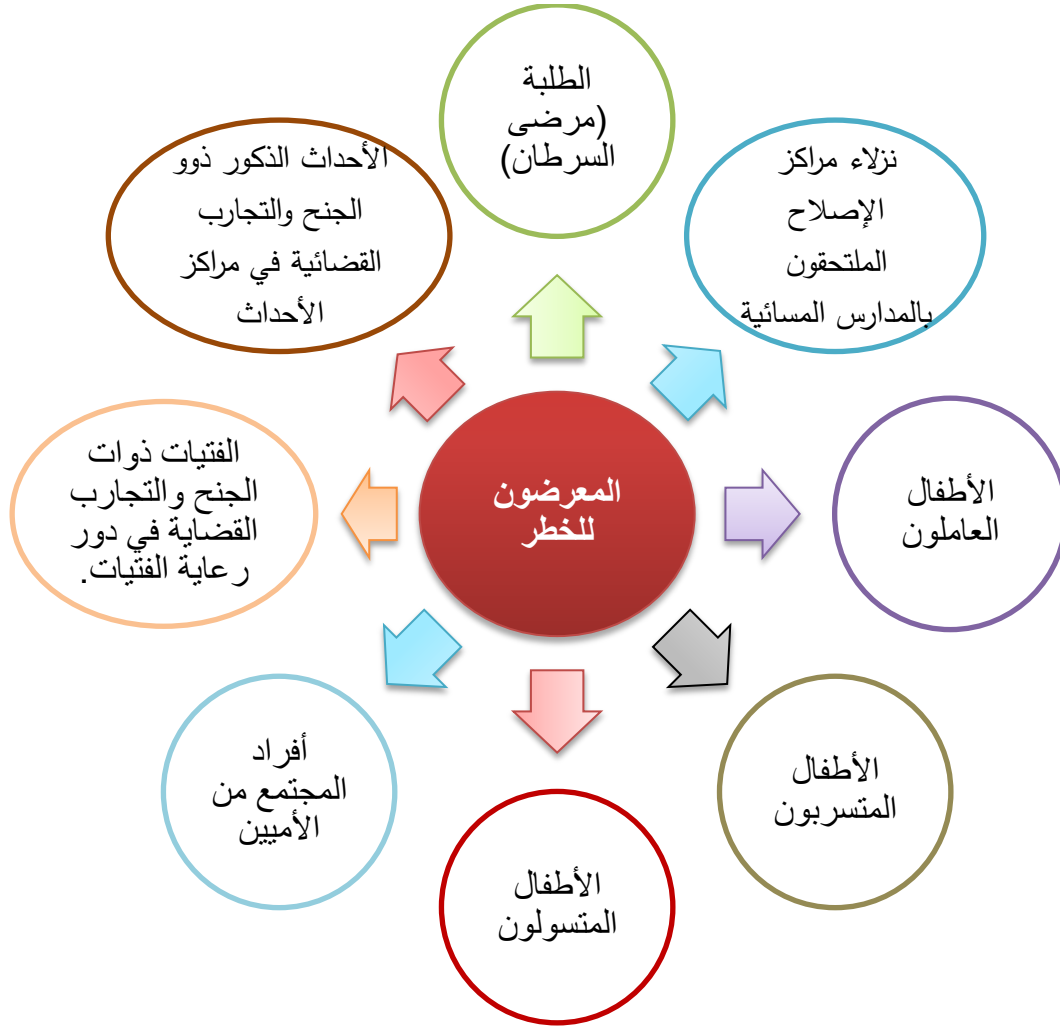 الطلبة
(مرضى
السرطان)
نزلاء مراكز
الإصلاح
الملتحقون
بالمدارس المسائية
الأطفال
العاملون
الأطفال
المتسربون
الأطفال
المتسولون
أفراد
المجتمع من
الأميين
الفتيات ذوات
الجنح والتجارب
القضاية في دور
رعاية الفتيات.
الأحداث الذكور ذوو
الجنح والتجارب
القضائية في مراكز
الأحداث
المعرضون
للخطر